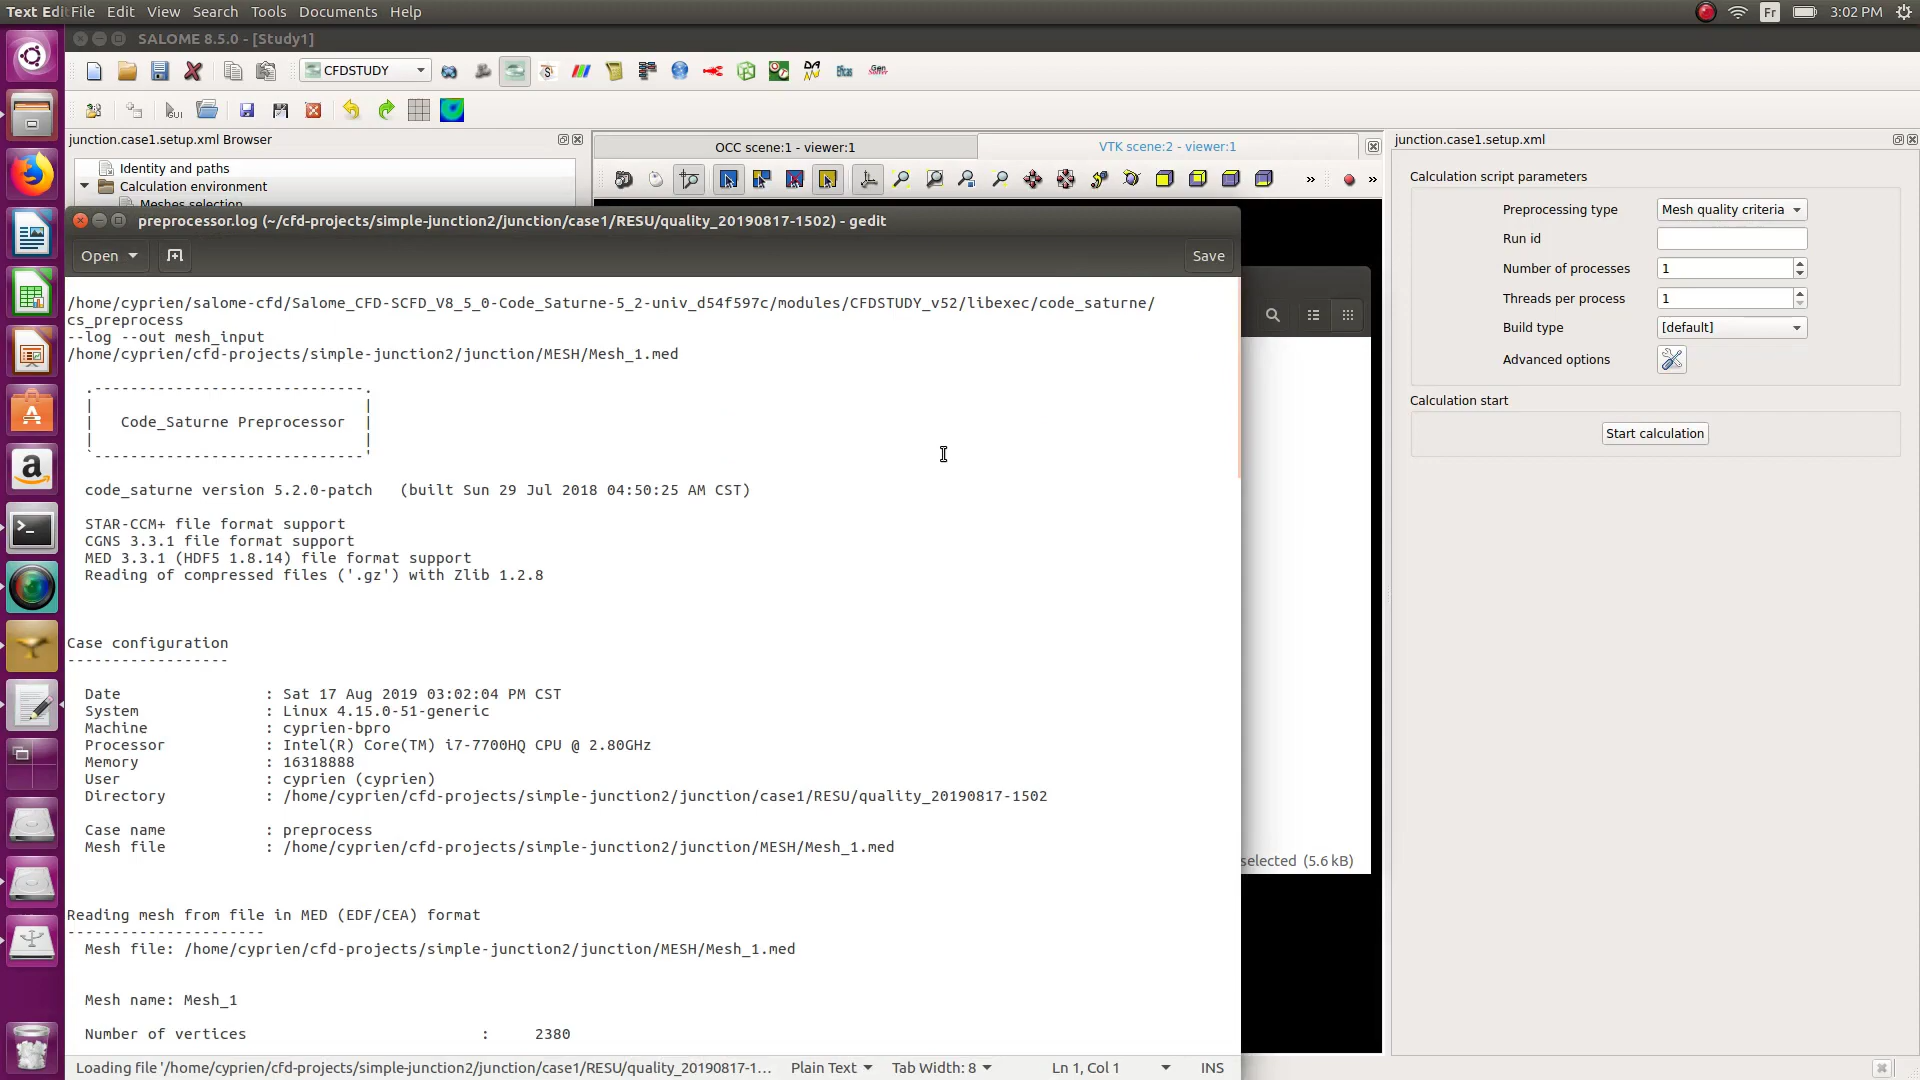 Text Edi File Edit View Search Tools Documents Help
Fr 3:02 PM
SALOME 8.5.0 - [Study1]
CFDSTUDY
junction.case1.setup.xml Browser
Identity and paths
Calculation environment
Meshes selection
OCC scene:1 - viewer:1
VTK scene:2 - viewer:1
»
»
preprocessor.log (~/cfd-projects/simple-junction2/junction/case1/RESU/quality_20190817-1502) - gedit
Open
Save
/home/cyprien/salome-cfd/Salome_CFD-SCFD_V8_5_0-Code_Saturne-5_2-univ_d54f597c/modules/CFDSTUDY_v52/libexec/code_saturne/
cs_preprocess
--log --out mesh_input
/home/cyprien/cfd-projects/simple-junction2/junction/MESH/Mesh_1.med
.------------------------------.
|                              |
|   Code_Saturne Preprocessor  |
|                              |
`------------------------------'
code_saturne version 5.2.0-patch   (built Sun 29 Jul 2018 04:50:25 AM CST)
STAR-CCM+ file format support
CGNS 3.3.1 file format support
MED 3.3.1 (HDF5 1.8.14) file format support
Reading of compressed files ('.gz') with Zlib 1.2.8
Case configuration
------------------
Date                : Sat 17 Aug 2019 03:02:04 PM CST
System              : Linux 4.15.0-51-generic
Machine             : cyprien-bpro
Processor           : Intel(R) Core(TM) i7-7700HQ CPU @ 2.80GHz
Memory              : 16318888
User                : cyprien (cyprien)
Directory           : /home/cyprien/cfd-projects/simple-junction2/junction/case1/RESU/quality_20190817-1502
Case name           : preprocess
Mesh file           : /home/cyprien/cfd-projects/simple-junction2/junction/MESH/Mesh_1.med
Reading mesh from file in MED (EDF/CEA) format
----------------------
Mesh file: /home/cyprien/cfd-projects/simple-junction2/junction/MESH/Mesh_1.med
Mesh name: Mesh_1
Number of vertices                          :     2380
Loading file '/home/cyprien/cfd-projects/simple-junction2/junction/case1/RESU/quality_20190817-1... Plain Text Tab Width: 8 Ln 1, Col 1 INS
selected (5.6 kB)
junction.case1.setup.xml
Calculation script parameters
Preprocessing type Mesh quality criteria
Run id
Number of processes 1
Threads per process 1
Build type [default]
Advanced options
Calculation start
Start calculation